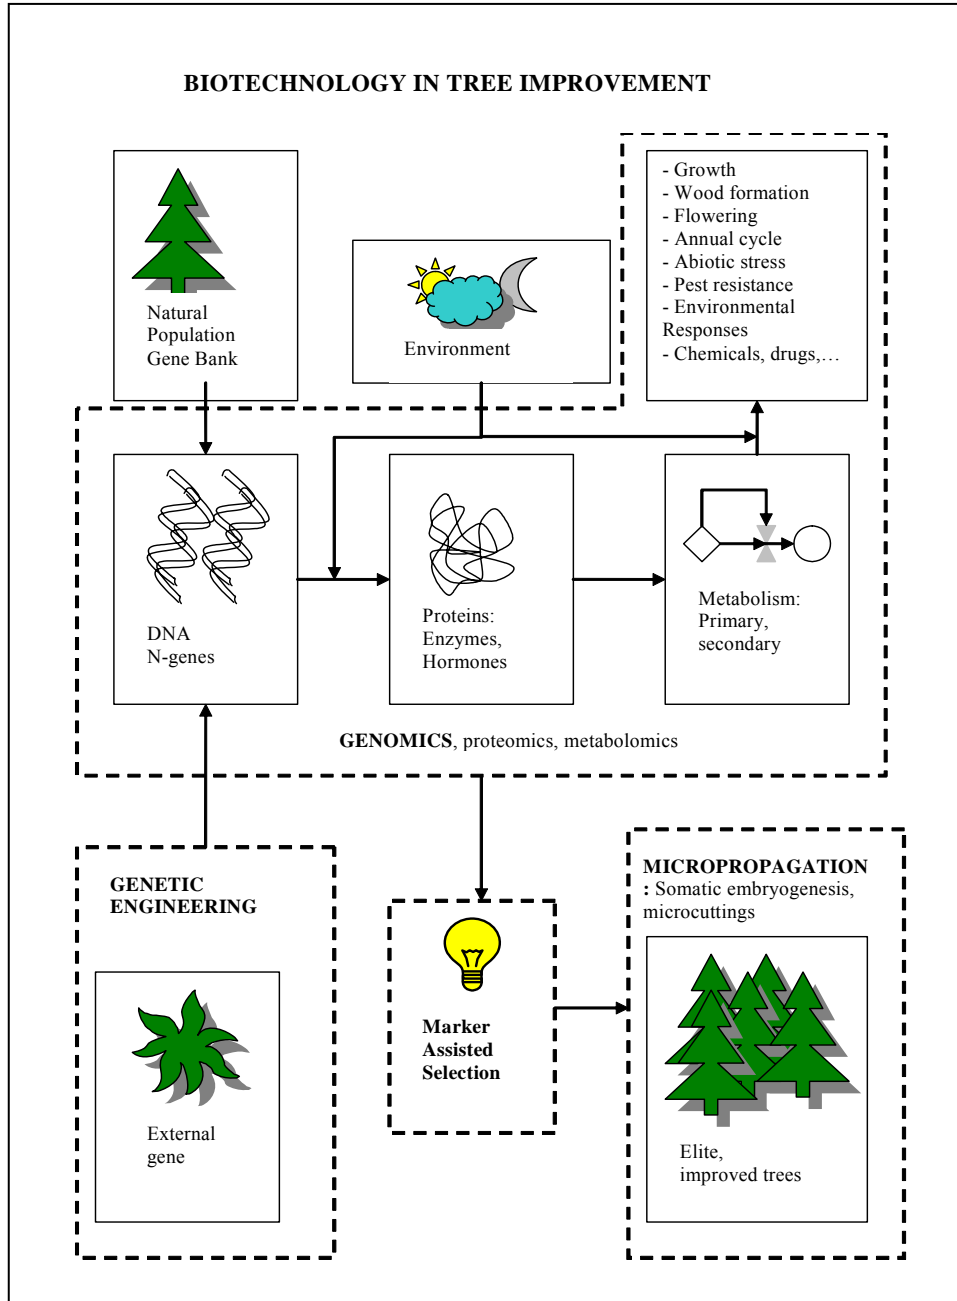 BIOTECHNOLOGY IN TREE IMPROVEMENT
Natural
Population
Gene Bank
Environment
- Growth
- Wood formation
- Flowering
- Annual cycle
- Abiotic stress
- Pest resistance
- Environmental
Responses
- Chemicals, drugs,…
DNA
N-genes
Proteins:
Enzymes,
Hormones
Metabolism:
Primary,
secondary
GENOMICS, proteomics, metabolomics
GENETIC
ENGINEERING
External
gene
Marker
Assisted
Selection
MICROPROPAGATION
: Somatic embryogenesis,
microcuttings
Elite,
improved trees